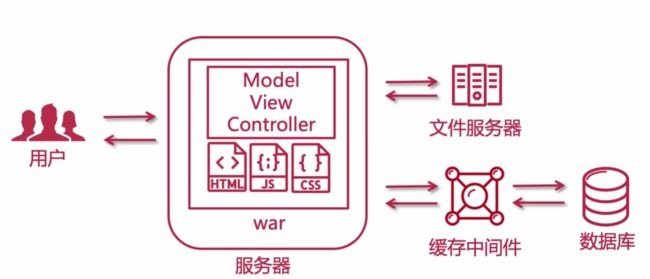 用户
Model
View
Controller
< >
{;}
{ }
HTML
JS
CSS
war
服务器
文件服务器
缓存中间件
数据库